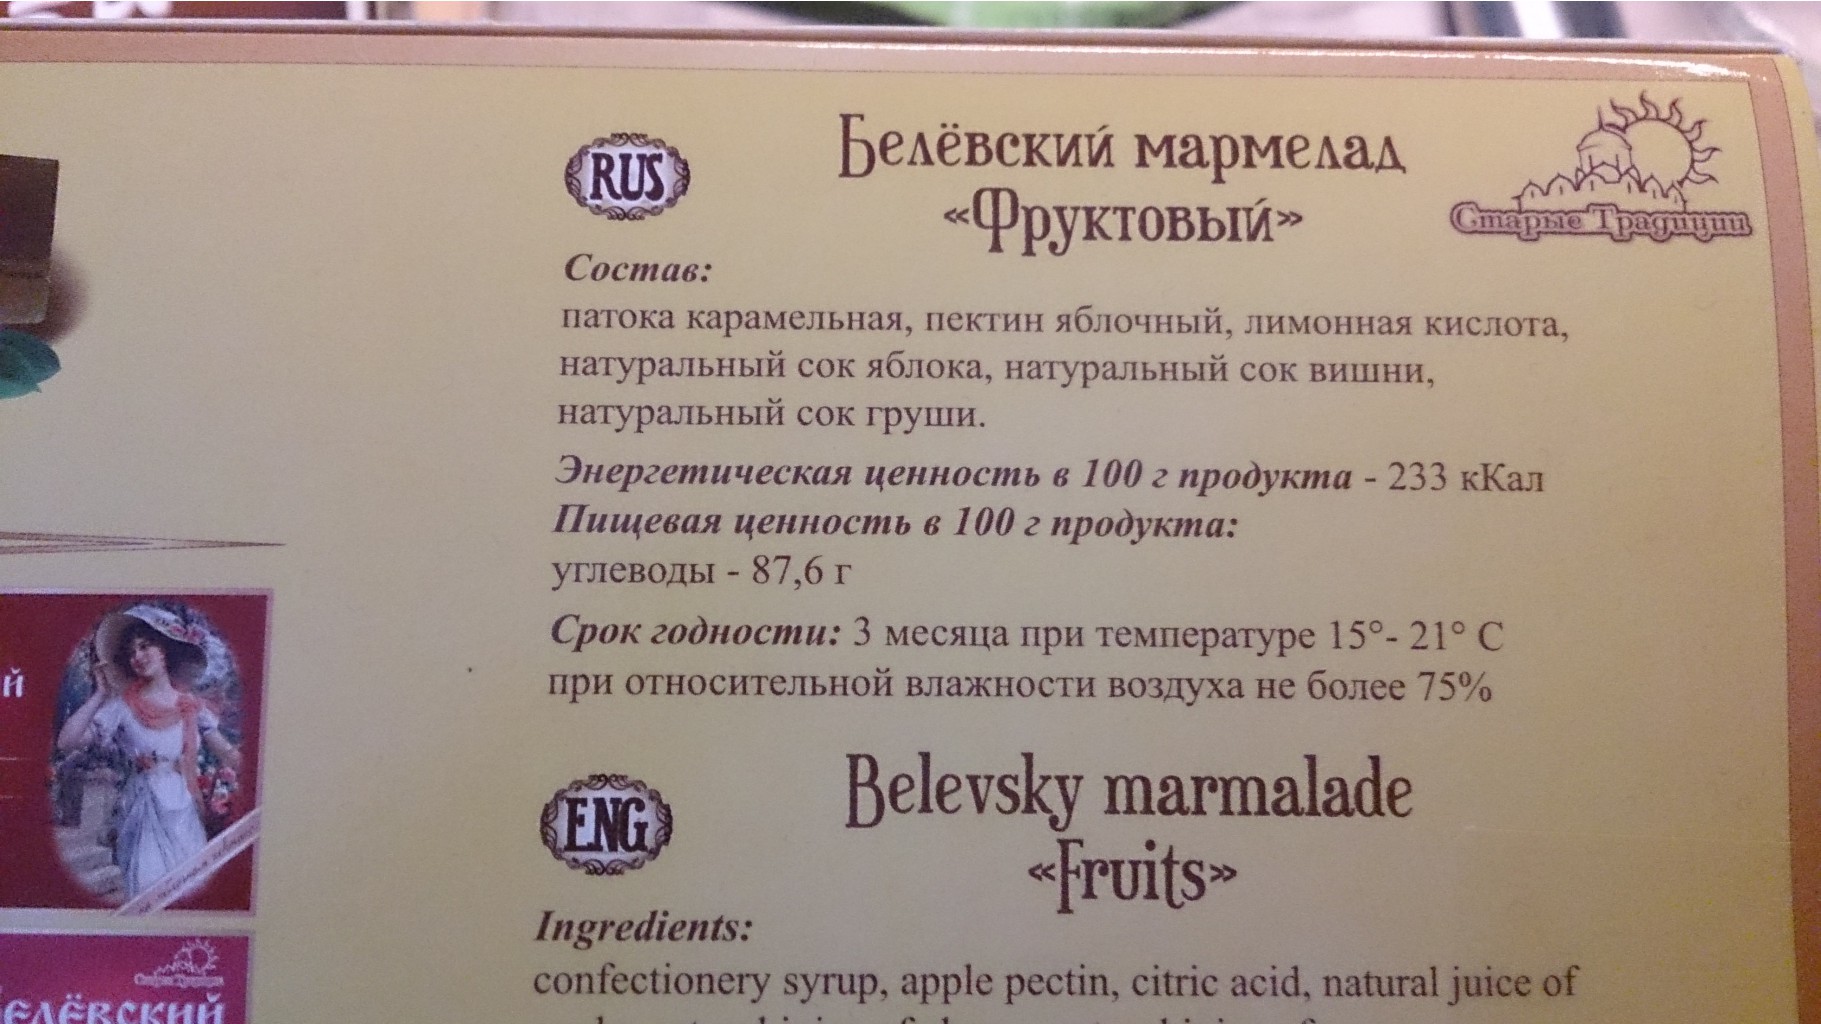 RUS
Белёвский мармелад
«Фруктовый»
Старые Традиции
Состав:
патока карамельная, пектин яблочный, лимонная кислота,
натуральный сок яблока, натуральный сок вишни,
натуральный сок груши.
Энергетическая ценность в 100 г продукта - 233 кКал
Пищевая ценность в 100 г продукта:
углеводы - 87,6 г
Срок годности: 3 месяца при температуре 15°- 21° С
при относительной влажности воздуха не более 75%
й
ENG
Belevsky marmalade
«Fruits»
Ingredients:
confectionery syrup, apple pectin, citric acid, natural juice of
Старые Традиции
елёвский